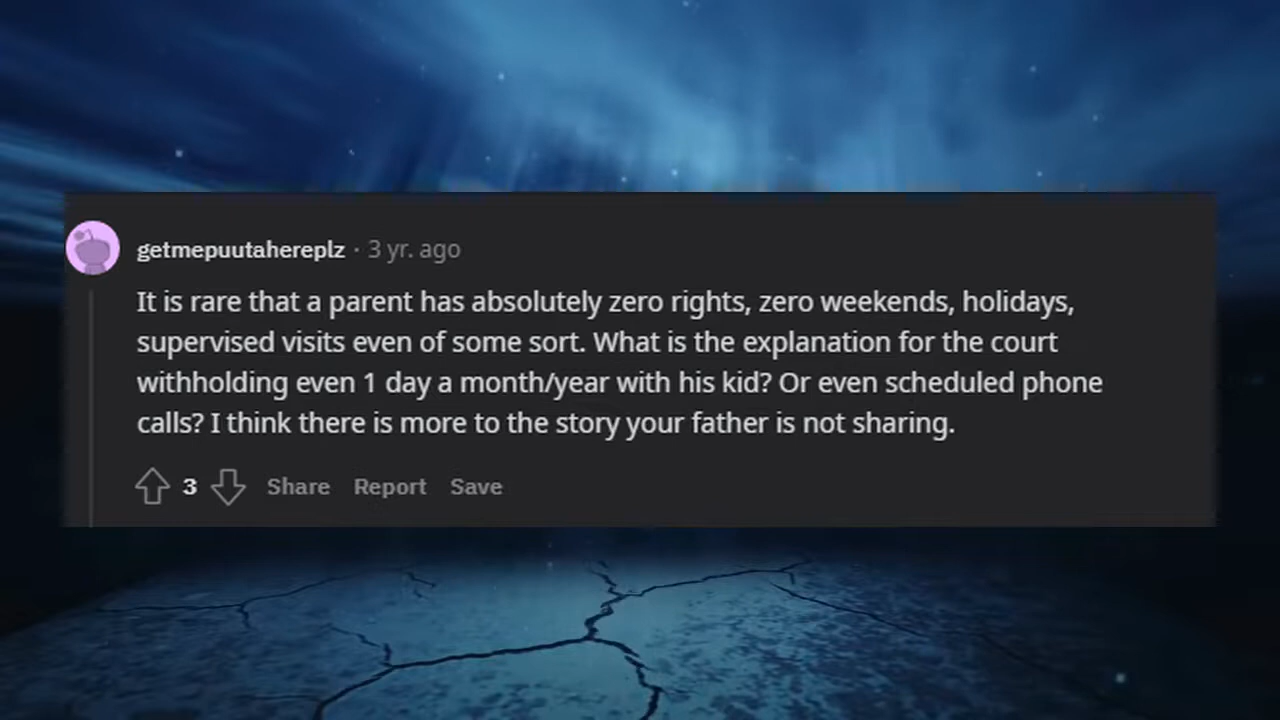 getmepuutahereplz · 3 yr. ago
It is rare that a parent has absolutely zero rights, zero weekends, holidays,
supervised visits even of some sort. What is the explanation for the court
withholding even 1 day a month/year with his kid? Or even scheduled phone
calls? I think there is more to the story your father is not sharing.
3 Share Report Save